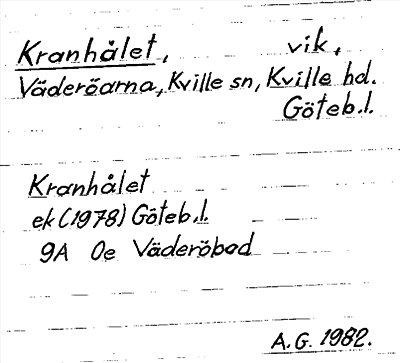 Kranhålet, vik,
Väderöarna, Kville sn, Kville hd.
Göteb.l.
Kranhålet
ek (1978) Göteb.l.
9A 0e Väderöbod
A.G. 1982.